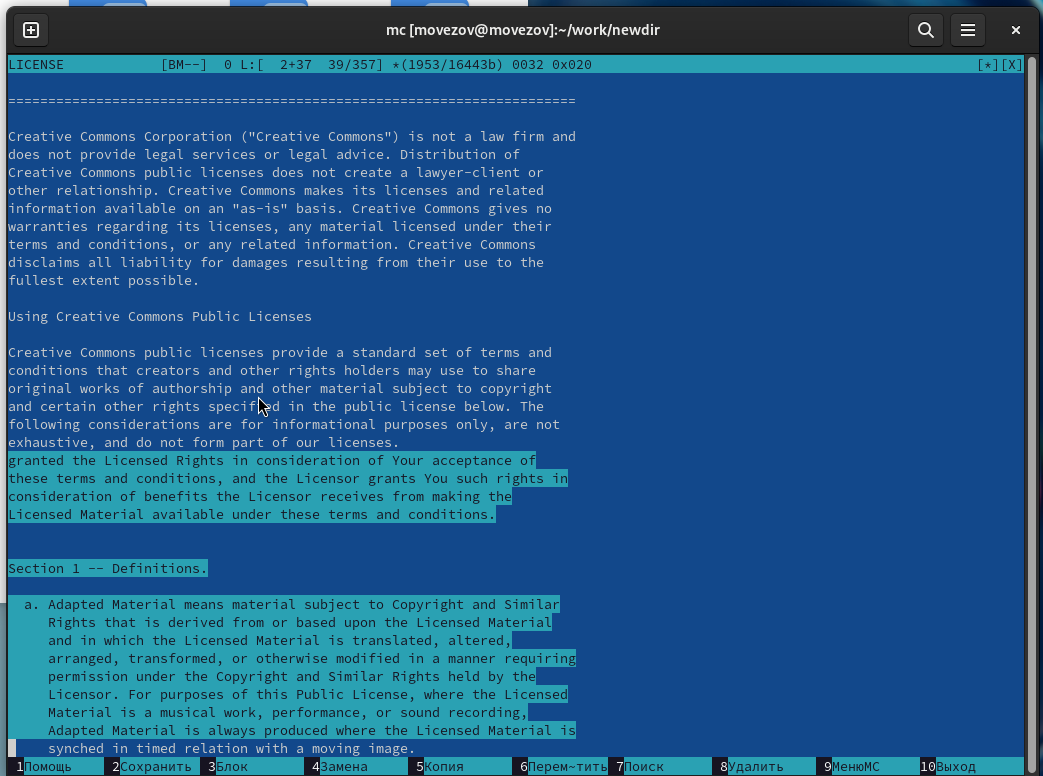 mc [movezov@movezov]:~/work/newdir
LICENSE            [BM--]  0 L:[  2+37  39/357] *(1953/16443b) 0032 0x020                                                [*][X]
=======================================================================
Creative Commons Corporation ("Creative Commons") is not a law firm and
does not provide legal services or legal advice. Distribution of
Creative Commons public licenses does not create a lawyer-client or
other relationship. Creative Commons makes its licenses and related
information available on an "as-is" basis. Creative Commons gives no
warranties regarding its licenses, any material licensed under their
terms and conditions, or any related information. Creative Commons
disclaims all liability for damages resulting from their use to the
fullest extent possible.
Using Creative Commons Public Licenses
Creative Commons public licenses provide a standard set of terms and
conditions that creators and other rights holders may use to share
original works of authorship and other material subject to copyright
and certain other rights specified in the public license below. The
following considerations are for informational purposes only, are not
exhaustive, and do not form part of our licenses.
granted the Licensed Rights in consideration of Your acceptance of
these terms and conditions, and the Licensor grants You such rights in
consideration of benefits the Licensor receives from making the
Licensed Material available under these terms and conditions.
Section 1 -- Definitions.
  a. Adapted Material means material subject to Copyright and Similar
     Rights that is derived from or based upon the Licensed Material
     and in which the Licensed Material is translated, altered,
     arranged, transformed, or otherwise modified in a manner requiring
     permission under the Copyright and Similar Rights held by the
     Licensor. For purposes of this Public License, where the Licensed
     Material is a musical work, performance, or sound recording,
     Adapted Material is always produced where the Licensed Material is
     synched in timed relation with a moving image.
1Помощь 2Сохранить 3Блок 4Замена 5Копия 6Перем~тить 7Поиск 8Удалить 9МенюMC 10Выход